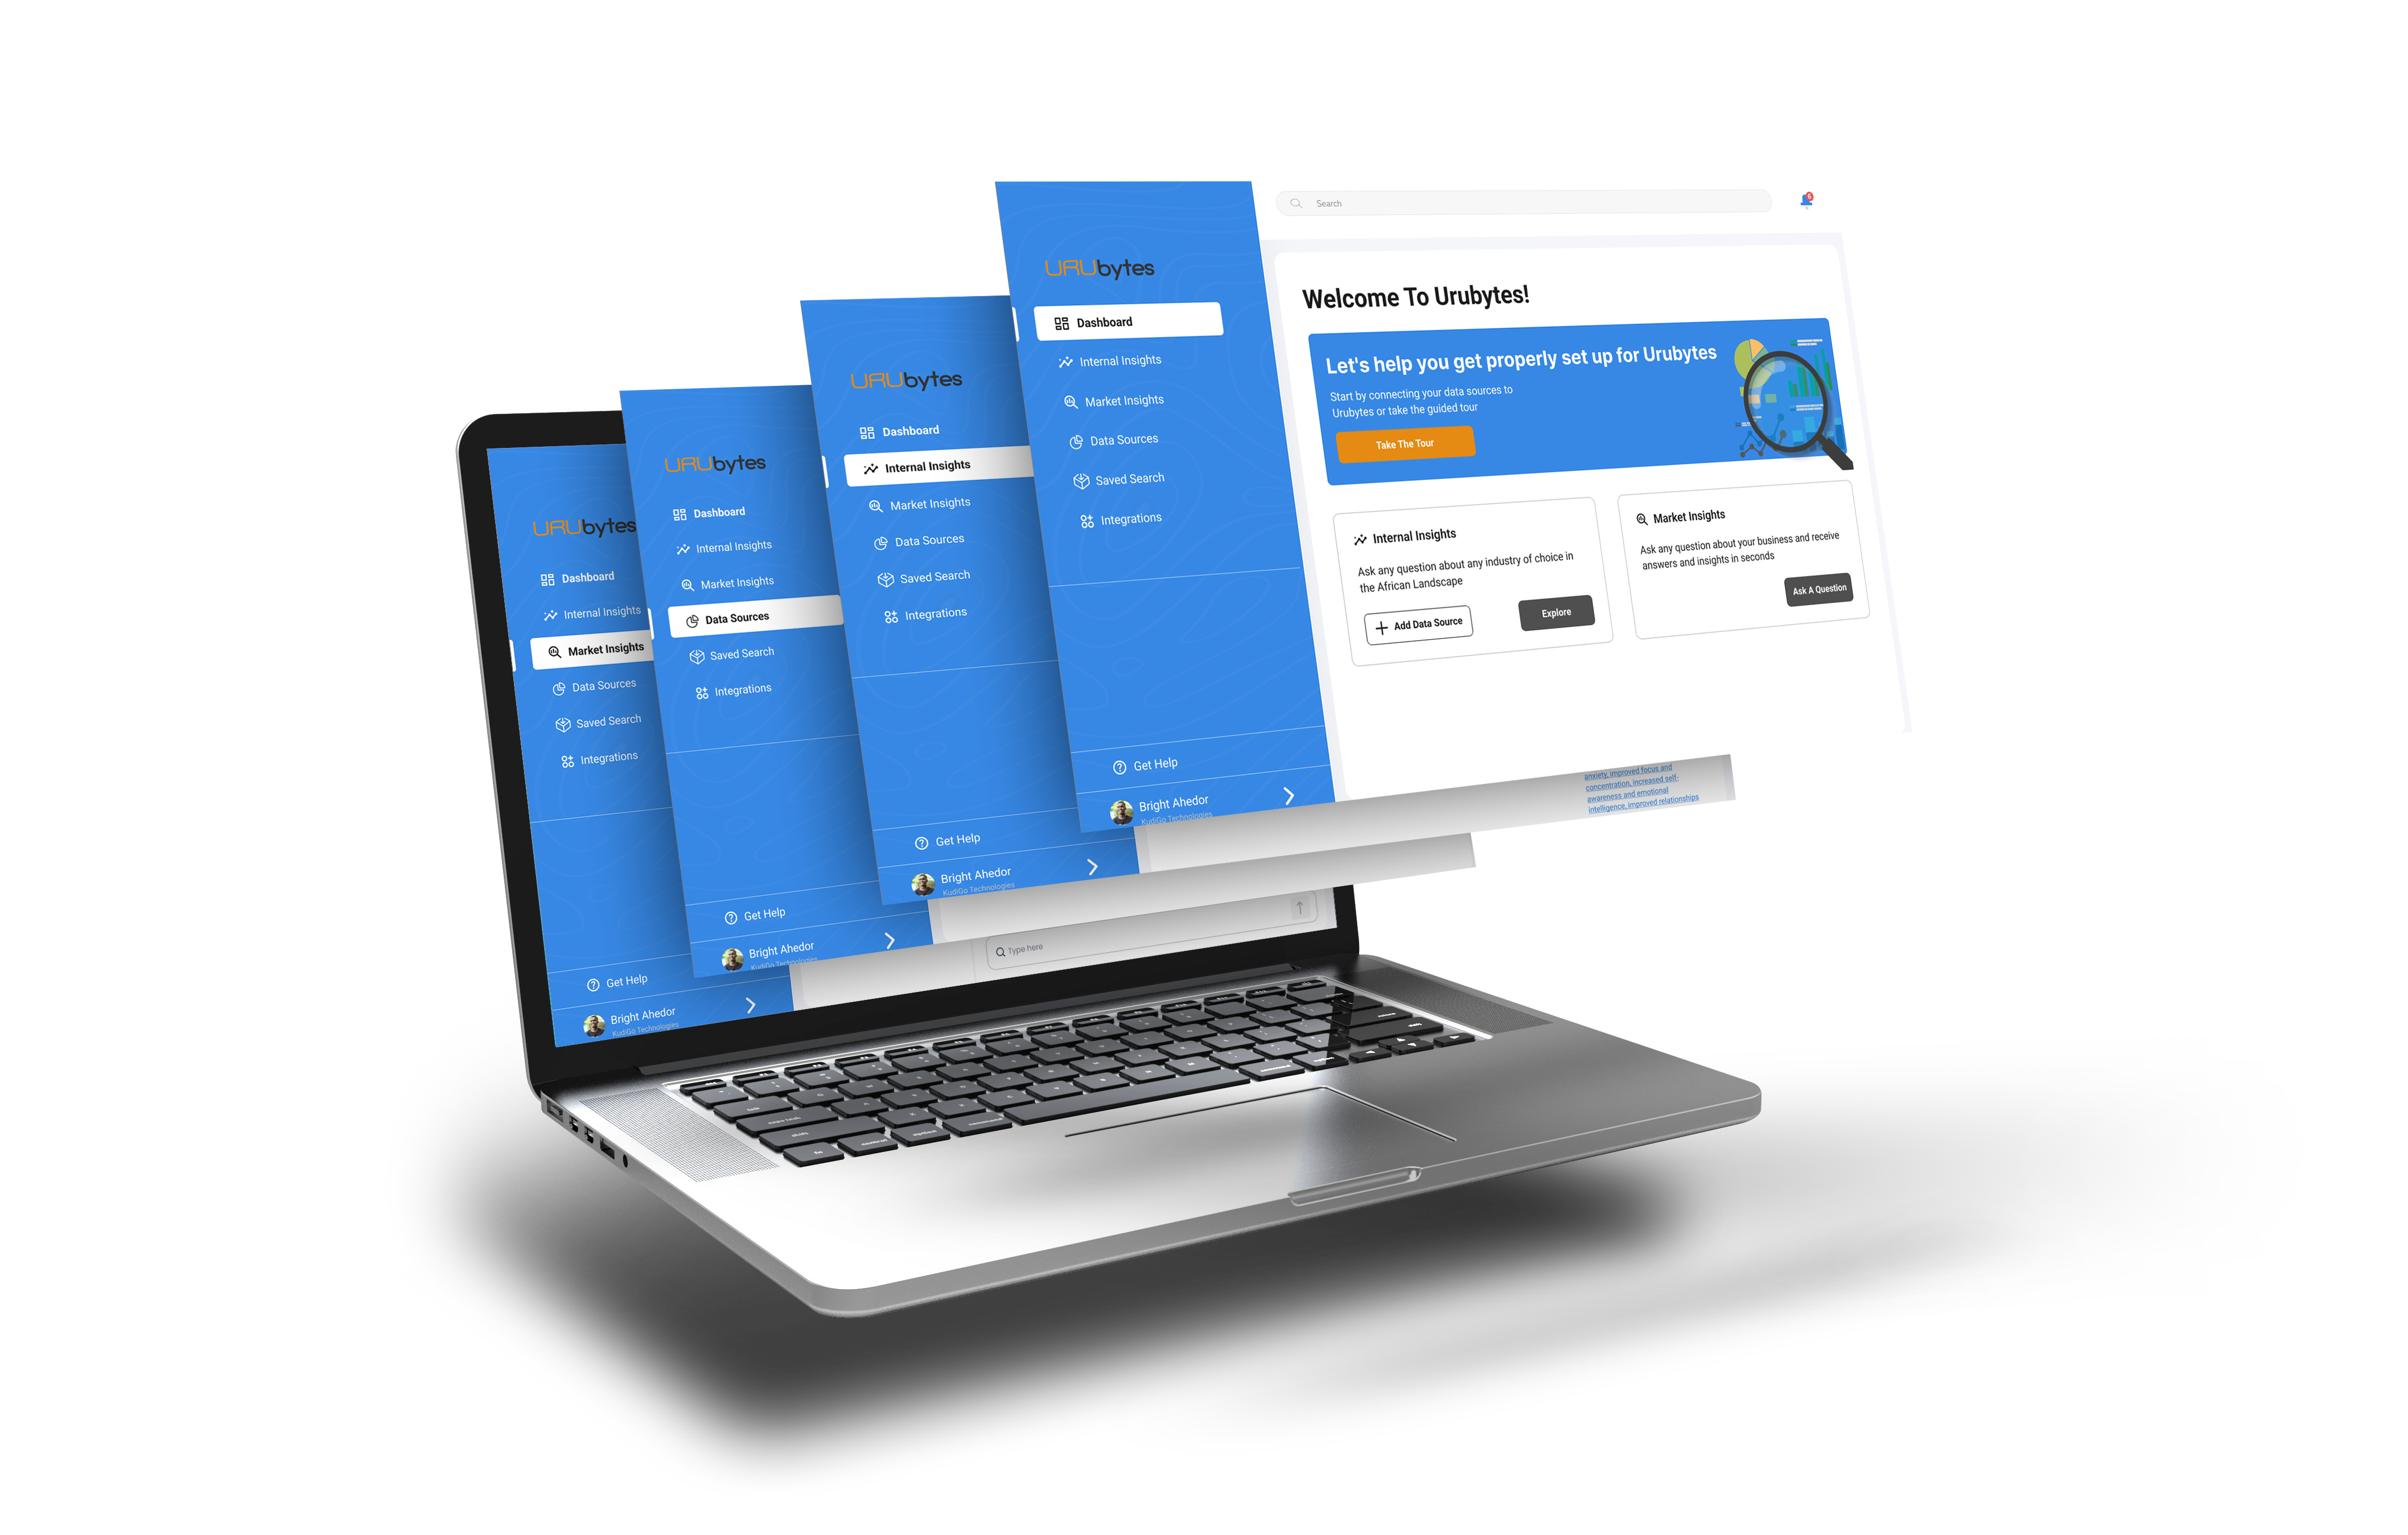 Search
5
URUbytes
Dashboard
Internal Insights
Market Insights
Data Sources
Saved Search
Integrations
Get Help
Bright Ahedor
KudiGo Technologies
Welcome To Urubytes!
Let's help you get properly set up for Urubytes
Start by connecting your data sources to
Urubytes or take the guided tour
Take The Tour
Internal Insights
Ask any question about any industry of choice in
the African Landscape
Add Data Source
Explore
Market Insights
Ask any question about your business and receive
answers and insights in seconds
Ask A Question
URUbytes
Dashboard
Internal Insights
Market Insights
Data Sources
Saved Search
Integrations
Get Help
Bright Ahedor
KudiGo Technologies
anxiety, improved focus and
concentration, increased self-
awareness and emotional
intelligence, improved relationships
URUbytes
Dashboard
Internal Insights
Market Insights
Data Sources
Saved Search
Integrations
Get Help
Bright Ahedor
KudiGo Technologies
URUbytes
Dashboard
Internal Insights
Market Insights
Data Sources
Saved Search
Integrations
Get Help
Bright Ahedor
KudiGo Technologies
Type here
fn
control
option
command